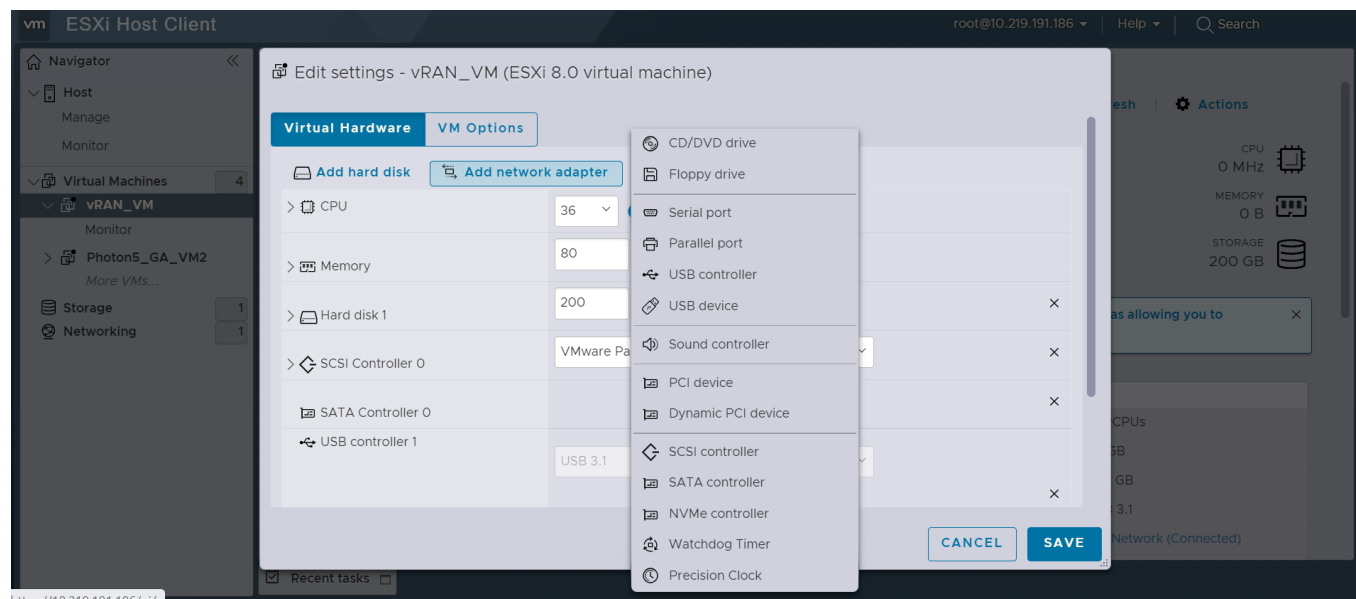 vm ESXi Host Client
root@10.219.191.186
Help
Search
Navigator
Host
Manage
Monitor
Virtual Machines 4
vRAN_VM
Monitor
Photon5_GA_VM2
More VMs...
Storage 1
Networking 1
Edit settings - vRAN_VM (ESXi 8.0 virtual machine)
Virtual Hardware
VM Options
Add hard disk
Add network adapter
CPU
36
Memory
80
Hard disk 1
200
SCSI Controller 0
VMware Pa
SATA Controller 0
USB controller 1
USB 3.1
CD/DVD drive
Floppy drive
Serial port
Parallel port
USB controller
USB device
Sound controller
PCI device
Dynamic PCI device
SCSI controller
SATA controller
NVMe controller
Watchdog Timer
Precision Clock
CANCEL
SAVE
esh
Actions
CPU
0 MHz
MEMORY
0 B
STORAGE
200 GB
as allowing you to
CPUs
GB
3.1
Network (Connected)
Recent tasks